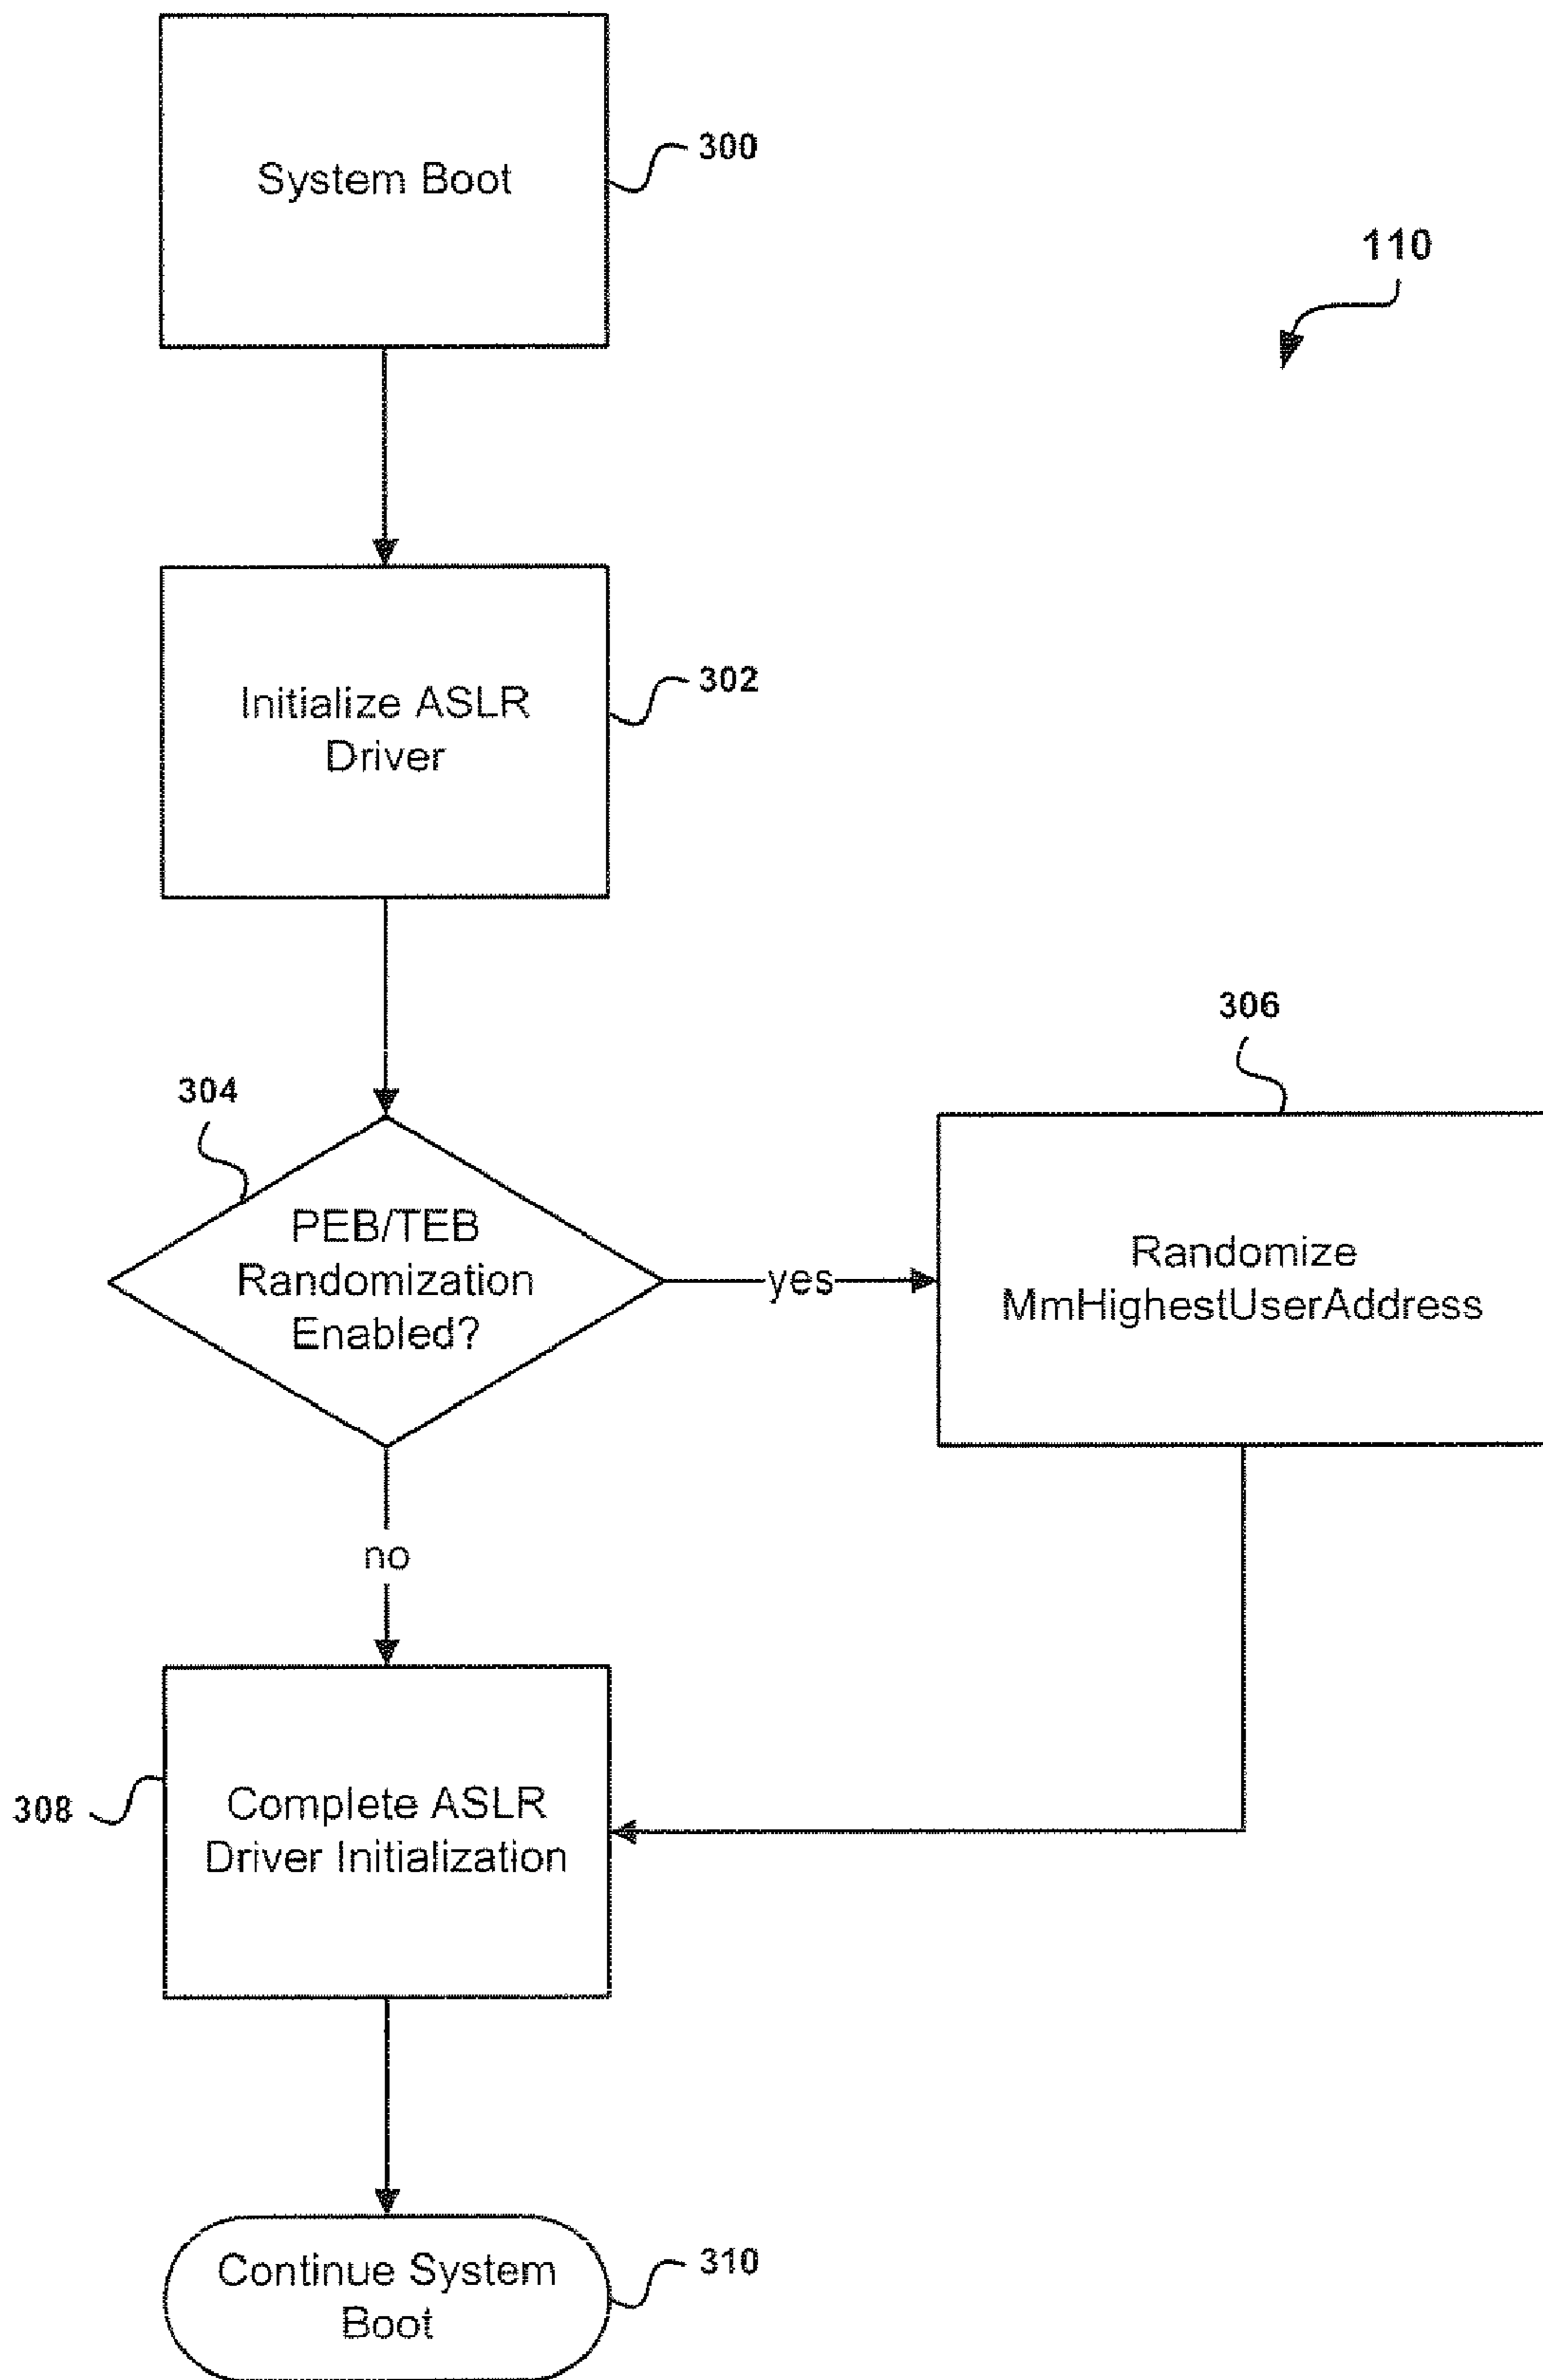 System Boot
300
110
Initialize ASLR
Driver
302
304
PEB/TEB
Randomization
Enabled?
yes
306
Randomize
MmHighestUserAddress
no
308
Complete ASLR
Driver Initialization
Continue System
Boot
310